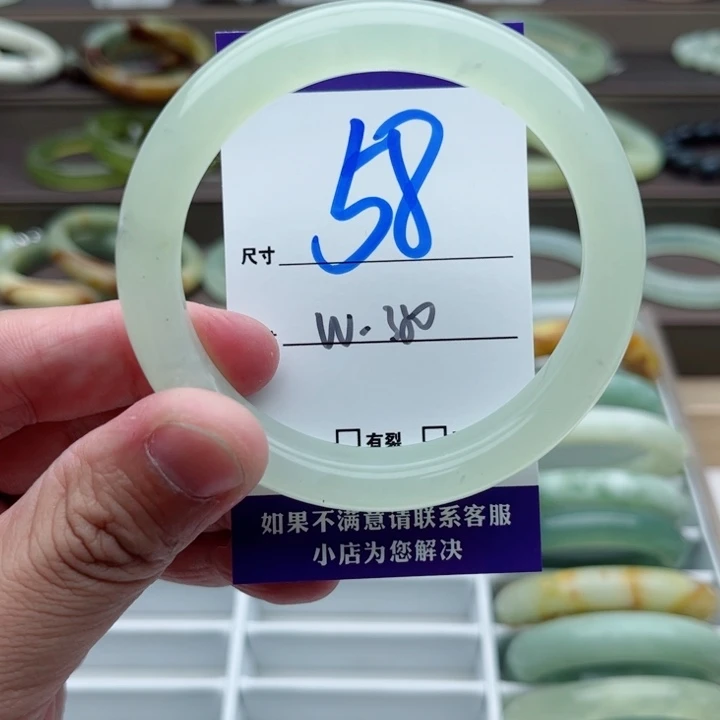 58
尺寸
W. 380
有裂
如果不满意请联系客服
小店为您解决